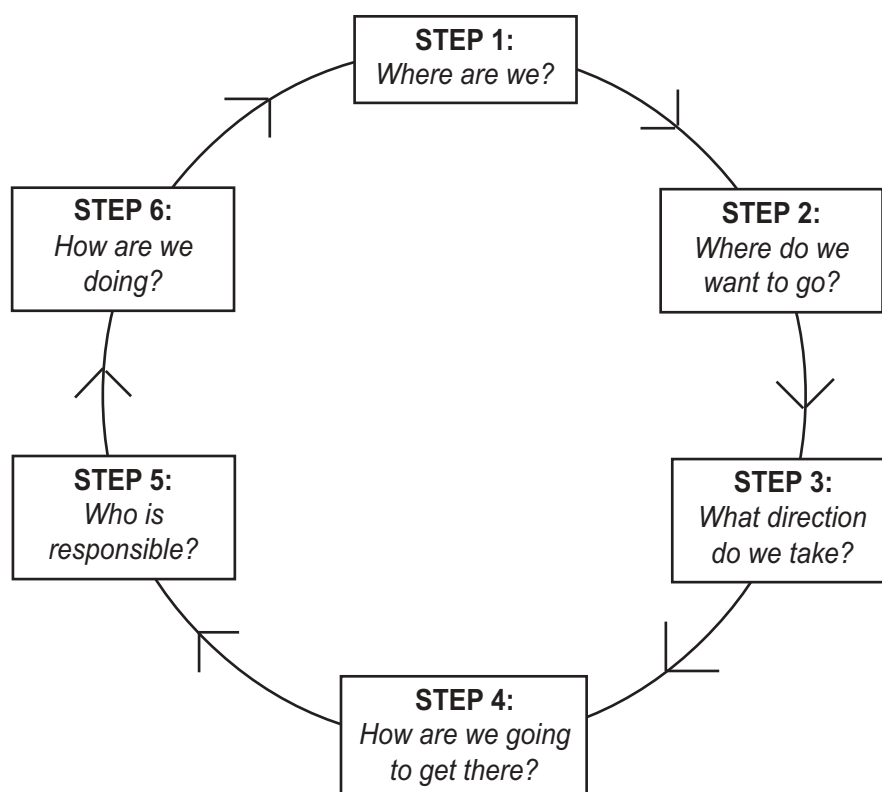 STEP 1:
Where are we?
STEP 2:
Where do we
want to go?
STEP 3:
What direction
do we take?
STEP 4:
How are we going
to get there?
STEP 5:
Who is
responsible?
STEP 6:
How are we
doing?